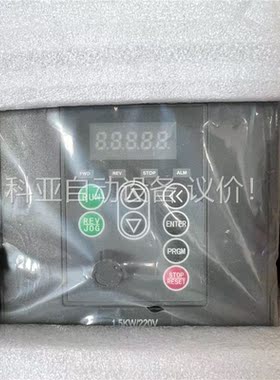 FWD REV STOP ALM
8.8.8.8.8.
RUN
REV JOG
ENTER
PRGM
STOP RESET
科亚自动设备 议价!
1.5KW/220V